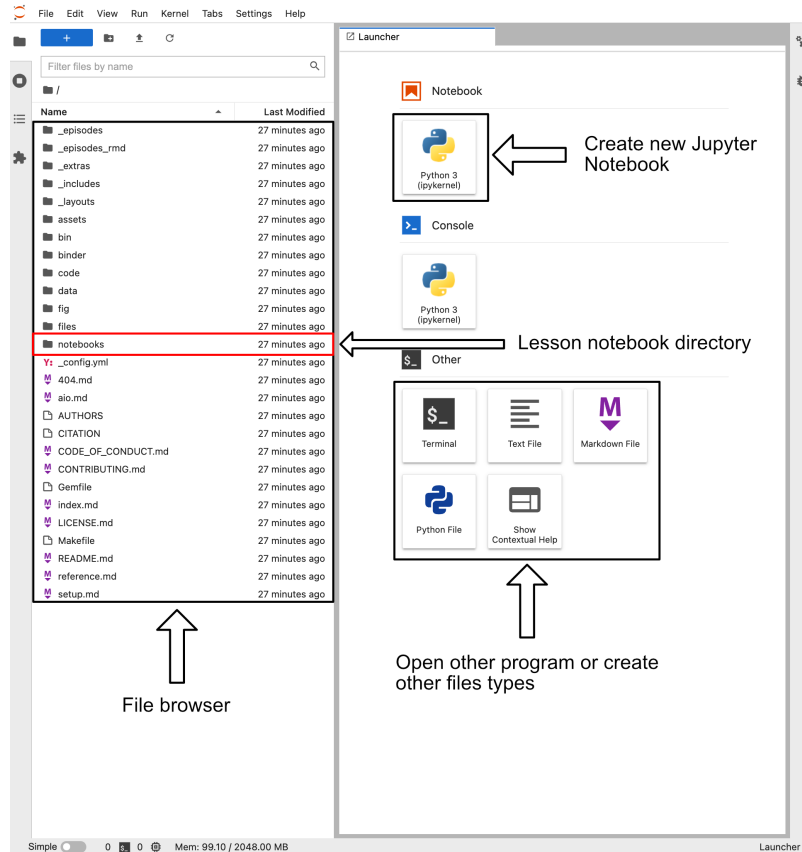 File Edit View Run Kernel Tabs Settings Help
+
Filter files by name
/
Name Last Modified
_episodes 27 minutes ago
_episodes_rmd 27 minutes ago
_extras 27 minutes ago
_includes 27 minutes ago
_layouts 27 minutes ago
assets 27 minutes ago
bin 27 minutes ago
binder 27 minutes ago
code 27 minutes ago
data 27 minutes ago
fig 27 minutes ago
files 27 minutes ago
notebooks 27 minutes ago
Y: _config.yml 27 minutes ago
M 404.md 27 minutes ago
M aio.md 27 minutes ago
AUTHORS 27 minutes ago
CITATION 27 minutes ago
M CODE_OF_CONDUCT.md 27 minutes ago
M CONTRIBUTING.md 27 minutes ago
Gemfile 27 minutes ago
M index.md 27 minutes ago
M LICENSE.md 27 minutes ago
Makefile 27 minutes ago
M README.md 27 minutes ago
M reference.md 27 minutes ago
M setup.md 27 minutes ago
File browser
Launcher
Notebook
Python 3
(ipykernel)
Create new Jupyter
Notebook
>_ Console
Python 3
(ipykernel)
Lesson notebook directory
$_ Other
$_
Terminal
Text File
M
Markdown File
Python File
Show
Contextual Help
Open other program or create
other files types
Simple 0 $_ 0 Mem: 99.10 / 2048.00 MB Launcher